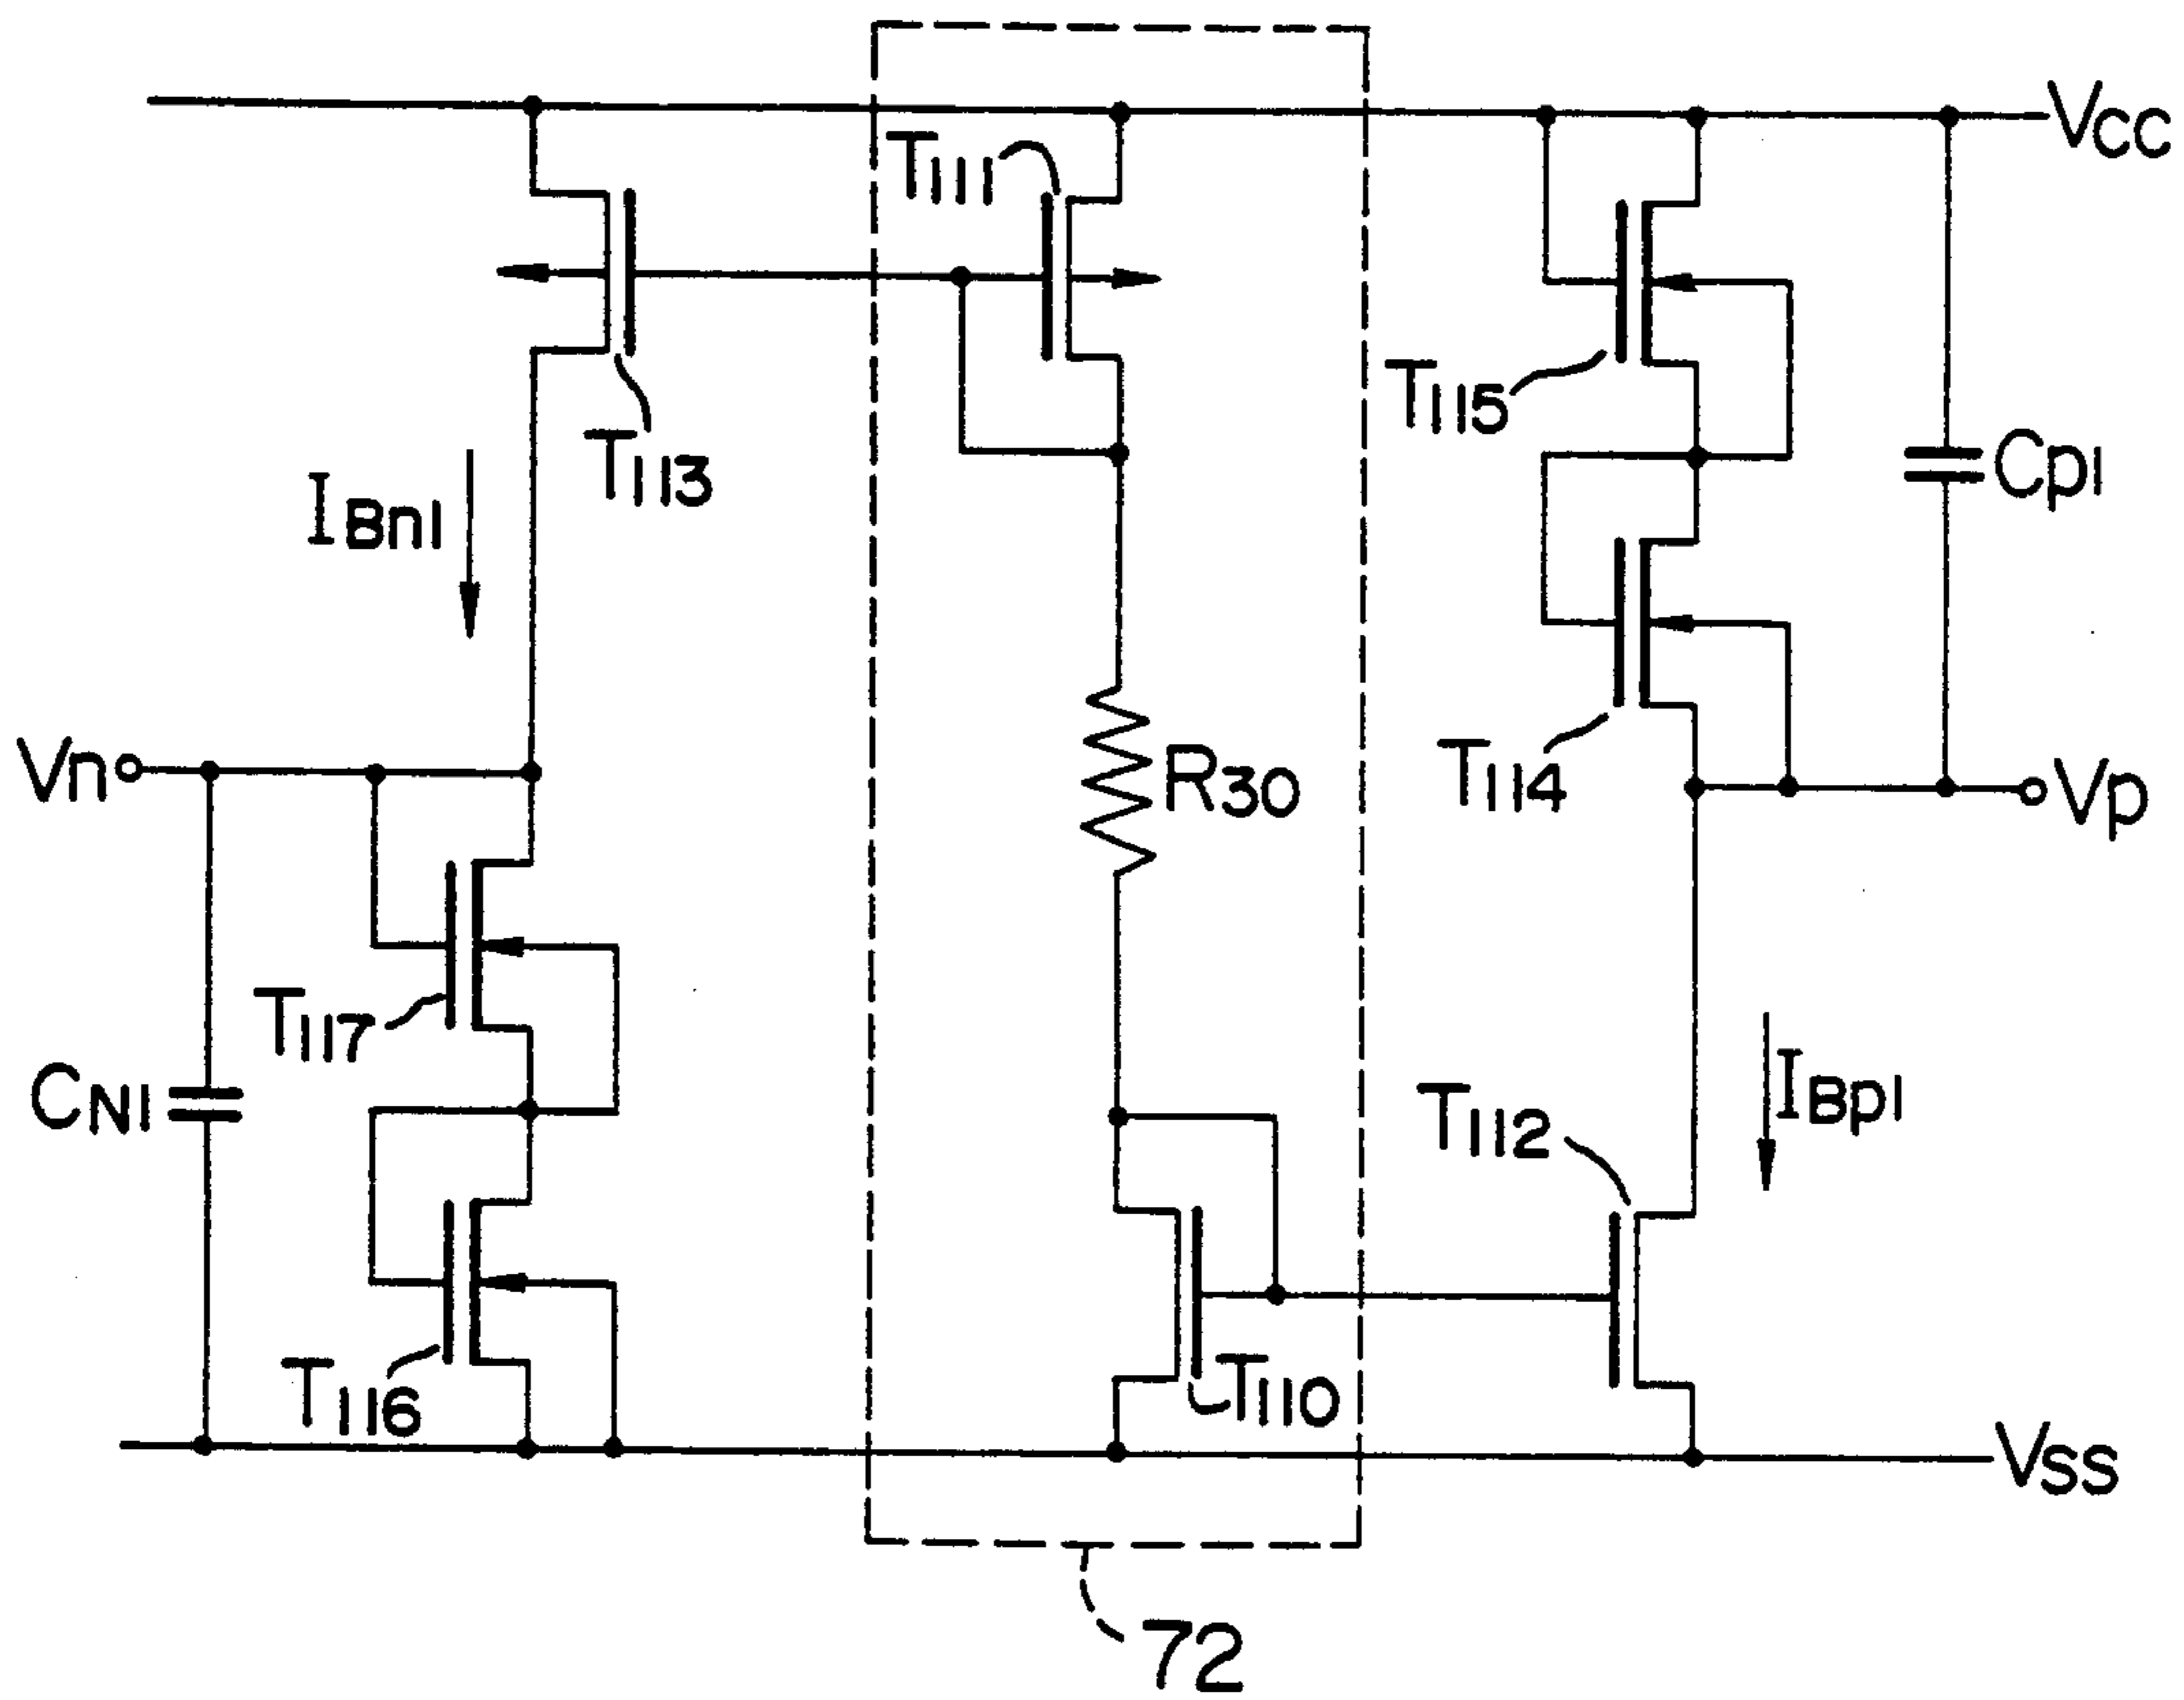 Vcc
T111
T113
T115
Cp1
IBn1
Vn
R30
T114
Vp
T117
CN1
T112
IBp1
T116
T110
Vss
72